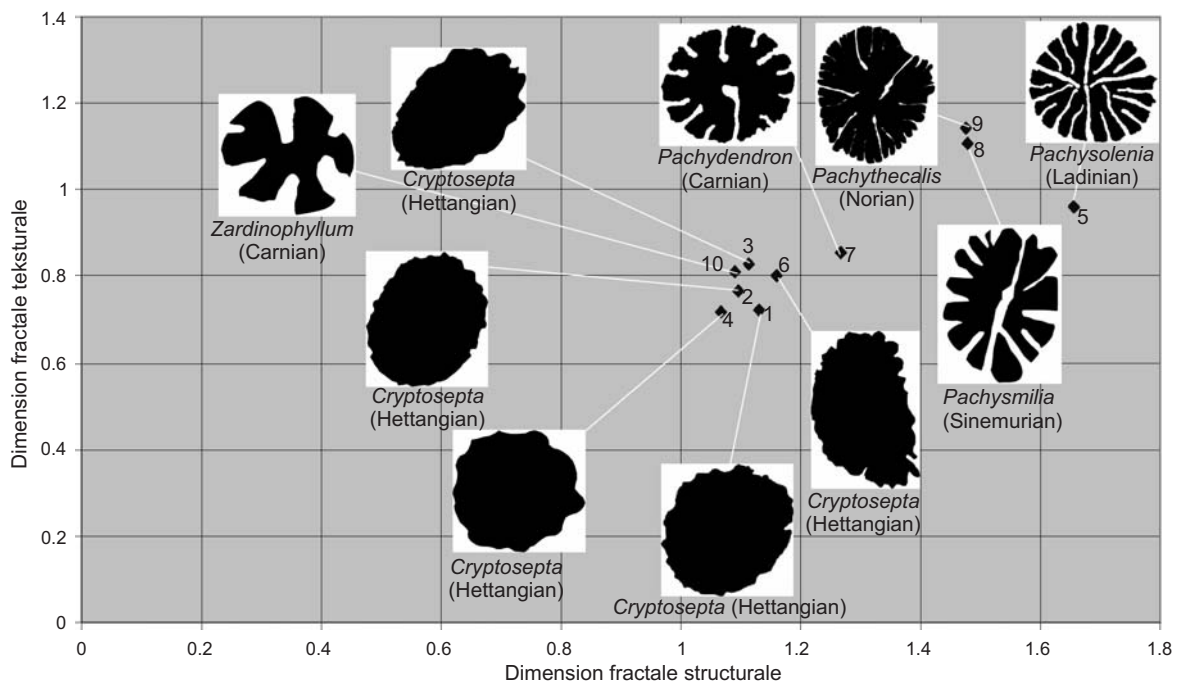 1.4
1.2
1
0.8
0.6
0.4
0.2
0
Dimension fractale teksturale
Zardinophyllum
(Carnian)
Cryptosepta
(Hettangian)
Pachydendron
(Carnian)
Pachythecalis
(Norian)
Pachysolenia
(Ladinian)
9
8
5
3
10
6
7
2
4
1
Cryptosepta
(Hettangian)
Pachysmilia
(Sinemurian)
Cryptosepta
(Hettangian)
Cryptosepta
(Hettangian)
Cryptosepta (Hettangian)
0
0.2
0.4
0.6
0.8
1
1.2
1.4
1.6
1.8
Dimension fractale structurale